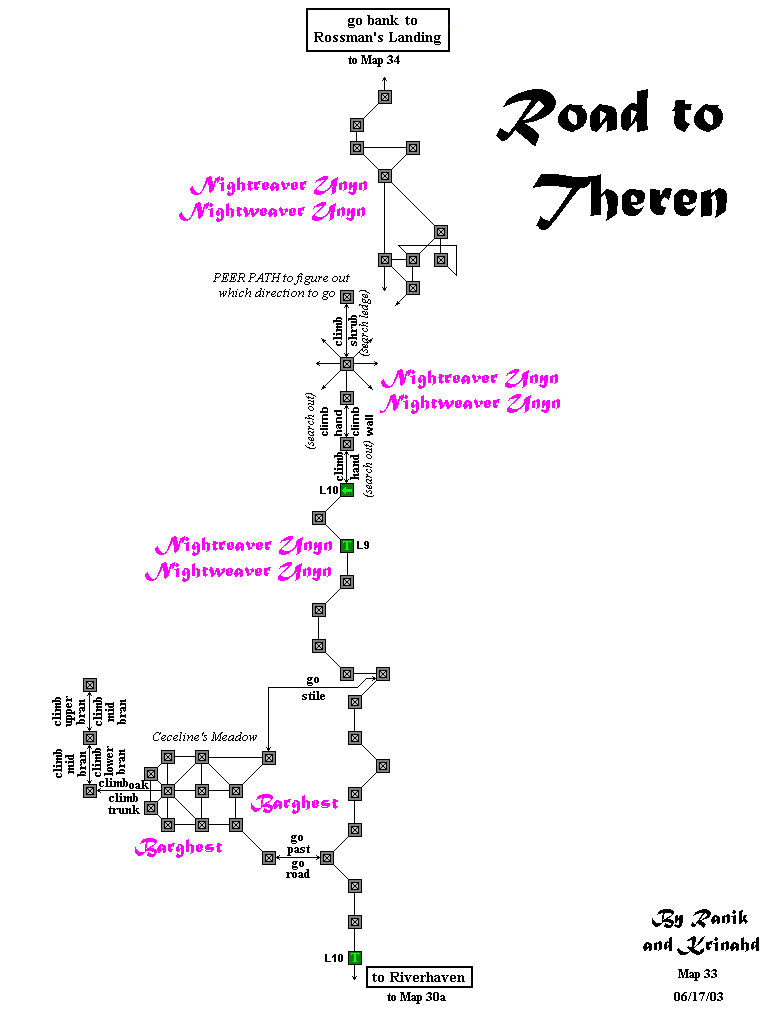 go bank to
Rossman's Landing
to Map 34
Road to
Theren
Nightreaver Unyn
Nightweaver Unyn
PEER PATH to figure out
which direction to go
climb
shrub
(search ledge)
Nightreaver Unyn
Nightweaver Unyn
(search out)
climb
hand
climb
wall
climb
hand
(search out)
L10
Nightreaver Unyn
Nightweaver Unyn
T
L9
go
stile
climb
upper
bran
climb
mid
bran
climb
mid
bran
climb
lower
bran
Ceceline's Meadow
climb oak
climb
trunk
Barghest
Barghest
go
past
go
road
L10
T
to Riverhaven
to Map 30a
By Ranik
and Krinahd
Map 33
06/17/03